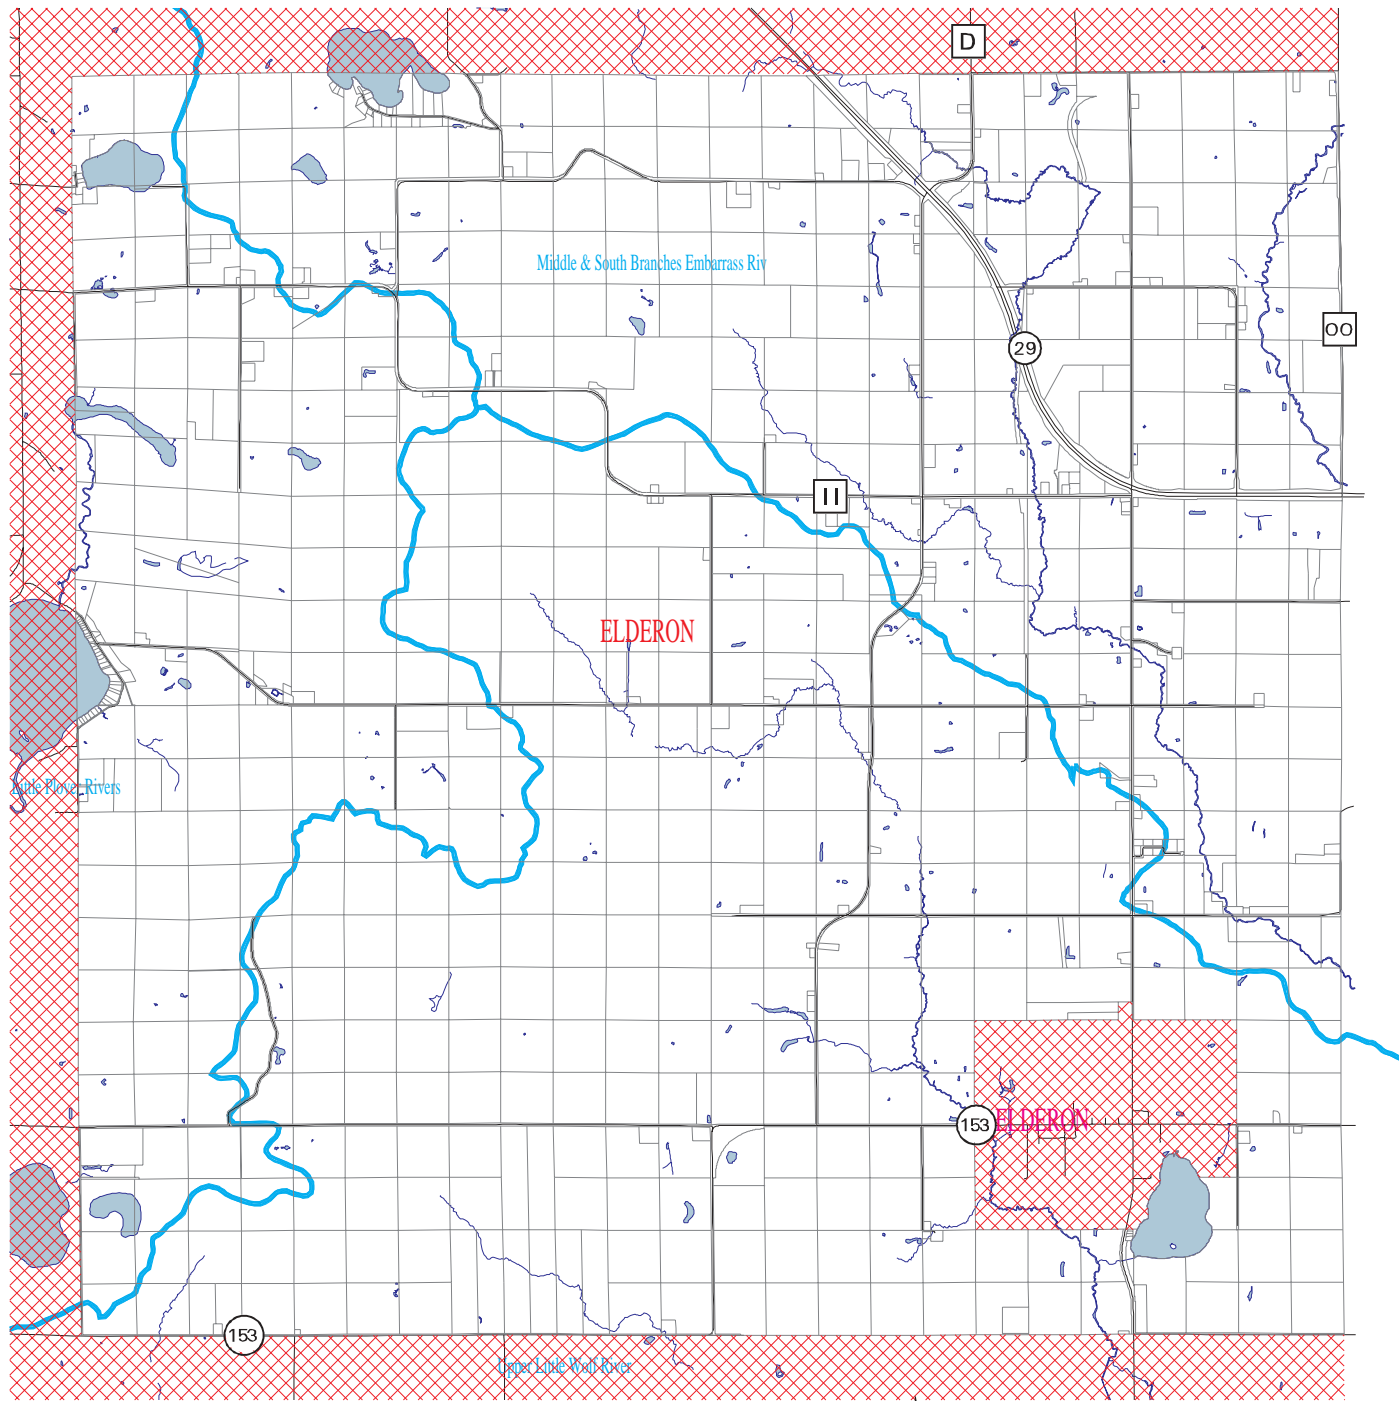 D
Middle & South Branches Embarrass Riv
OO
29
II
ELDERON
Little Plover Rivers
ELDERON
153
153
Upper Little Wolf River